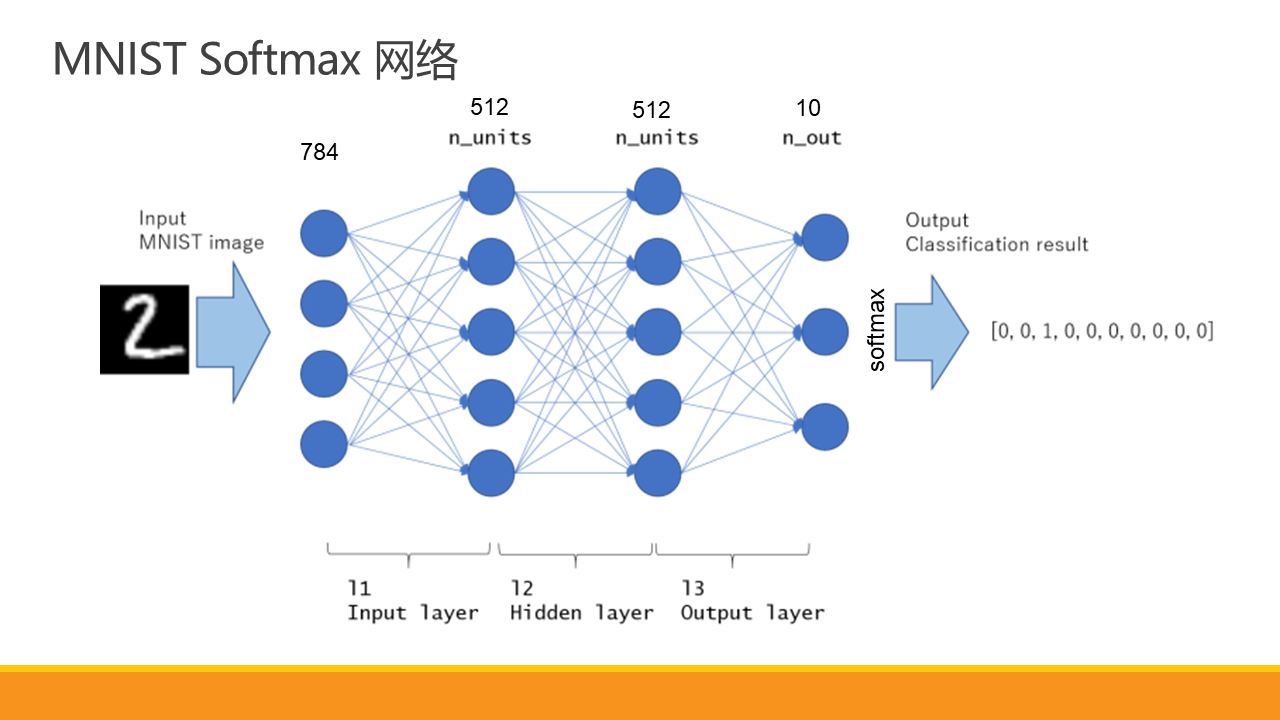 MNIST Softmax 网络
784
512
n_units
512
n_units
10
n_out
Input
MNIST image
2
softmax
Output
Classification result
[0, 0, 1, 0, 0, 0, 0, 0, 0, 0]
l1
Input layer
l2
Hidden layer
l3
Output layer